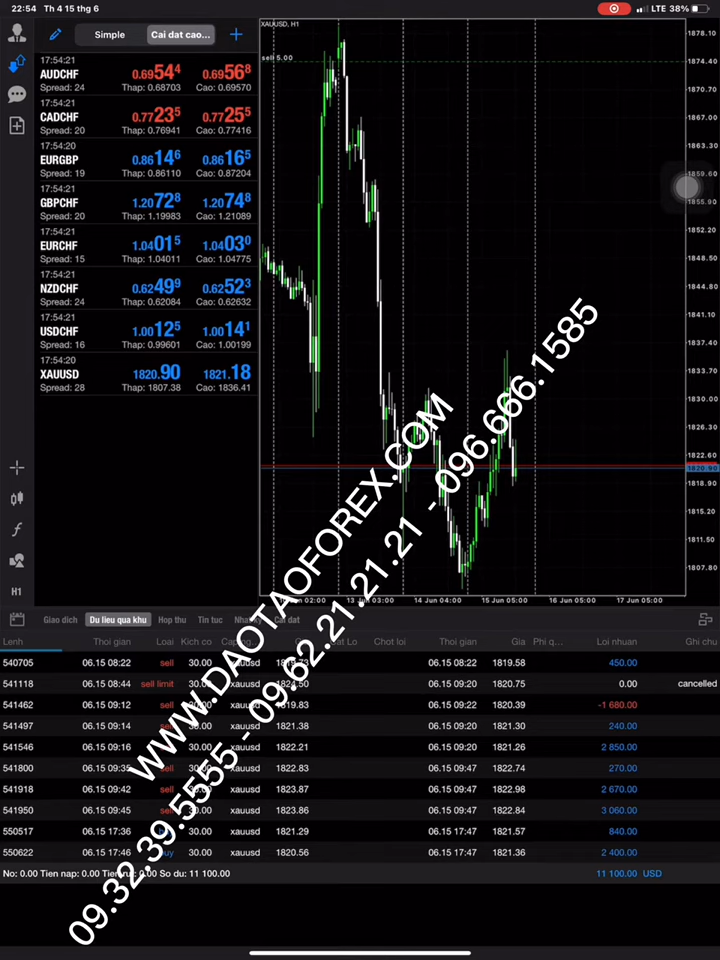 22:54 Th 4 15 thg 6 LTE 38%
Simple Cai dat cao... +
17:54:21
AUDCHF 0.69544 0.69568
Spread: 24 Thap: 0.68703 Cao: 0.69570
17:54:21
CADCHF 0.77235 0.77255
Spread: 20 Thap: 0.76941 Cao: 0.77416
17:54:20
EURGBP 0.86146 0.86165
Spread: 19 Thap: 0.86110 Cao: 0.87204
17:54:21
GBPCHF 1.20728 1.20748
Spread: 20 Thap: 1.19983 Cao: 1.21089
17:54:21
EURCHF 1.04015 1.04030
Spread: 15 Thap: 1.04011 Cao: 1.04775
17:54:21
NZDCHF 0.62499 0.62523
Spread: 24 Thap: 0.62084 Cao: 0.62632
17:54:21
USDCHF 1.00125 1.00141
Spread: 16 Thap: 0.99601 Cao: 1.00199
17:54:20
XAUUSD 1820.90 1821.18
Spread: 28 Thap: 1807.38 Cao: 1836.41
H1
XAUUSD, H1
sell 5.00
1878.10
1874.40
1870.70
1867.00
1863.30
1859.60
1855.90
1852.20
1848.50
1844.80
1841.10
1837.40
1833.70
1830.00
1826.30
1822.60
1820.90
1818.90
1815.20
1811.50
1807.80
02:00 13 Jun 03:00 14 Jun 04:00 15 Jun 05:00 16 Jun 05:00 17 Jun 05:00
Giao dich Du lieu qua khu Hop thu Tin tuc
Lenh Thoi gian Loai Kich co Chot loi Thoi gian Gia Phi q... Loi nhuan Ghi chu
540705 06.15 08:22 sell 30.00 xauusd 06.15 08:22 1819.58 450.00
541118 06.15 08:44 sell limit 06.15 08:44 1820.75 0.00 cancelled
541462 06.15 09:12 sell 30.00 xauusd 06.15 09:22 1820.39 -1 680.00
541497 06.15 09:14 30.00 xauusd 1821.38 06.15 09:20 1821.30 240.00
541546 06.15 09:16 30.00 xauusd 1822.21 06.15 09:20 1821.26 2 850.00
541800 06.15 09:35 sell 30.00 xauusd 1822.83 06.15 09:47 1822.74 270.00
541918 06.15 09:42 xauusd 1823.87 06.15 09:47 1822.98 2 670.00
541950 06.15 09:45 30.00 xauusd 1823.86 06.15 09:47 1822.84 3 060.00
550517 06.15 17:36 30.00 xauusd 1821.29 06.15 17:47 1821.57 840.00
550622 06.15 17:46 buy 30.00 xauusd 1820.56 06.15 17:47 1821.36 2 400.00
No: 0.00 Tien nap: 0.00 Tien rut: 0.00 So du: 11 100.00 11 100.00 USD
WWW.DAOTAOFOREX.COM
09.32.39.5555 - 09.62.21.21.21 - 096.666.1585